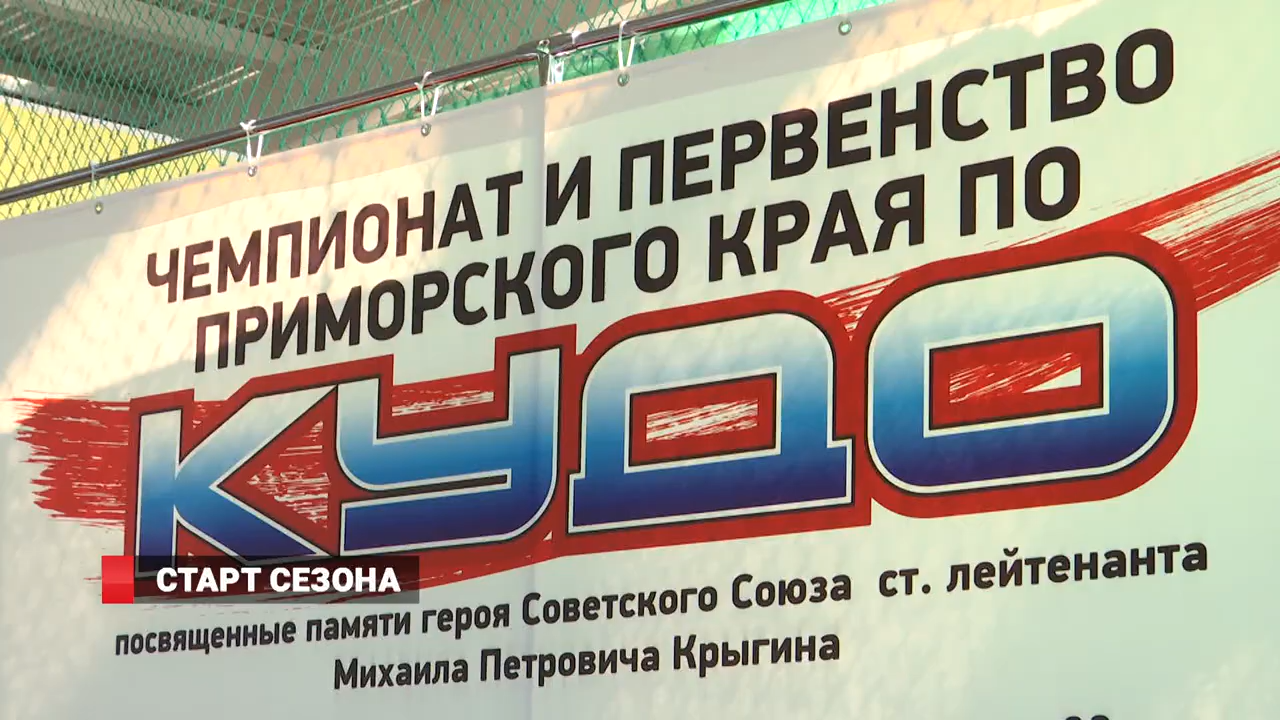 ЧЕМПИОНАТ И ПЕРВЕНСТВО
ПРИМОРСКОГО КРАЯ ПО
КУДО
СТАРТ СЕЗОНА
посвященные памяти героя Советского Союза ст. лейтенанта
Михаила Петровича Крыгина